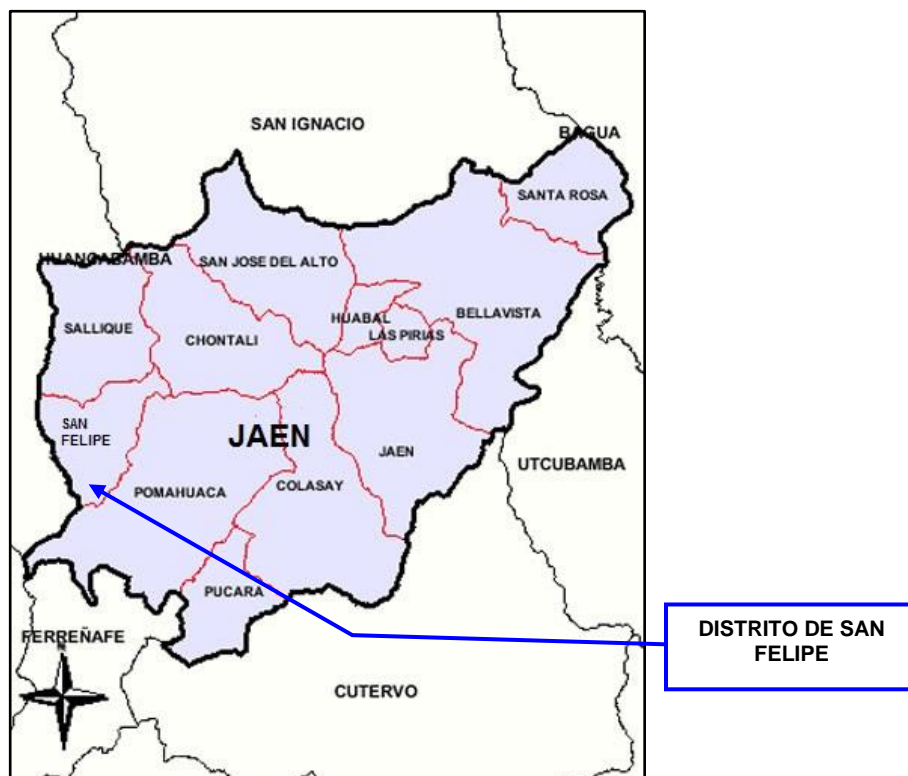 SAN IGNACIO
BAGUA
SANTA ROSA
HUANCABAMBA
SAN JOSE DEL ALTO
SALLIQUE
CHONTALI
HUABAL
LAS PIRIAS
BELLAVISTA
SAN
FELIPE
JAEN
JAEN
UTCUBAMBA
POMAHUACA
COLASAY
PUCARA
FERREÑAFE
N
CUTERVO
DISTRITO DE SAN
FELIPE